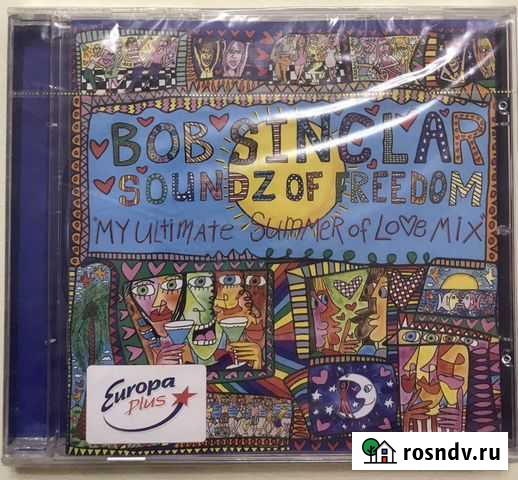 BOB SINCLAR
SOUNDZ OF FREEDOM
"MY ULTIMATE SUMMER OF LOVE MIX"
Europa
plus
rosndv.ru